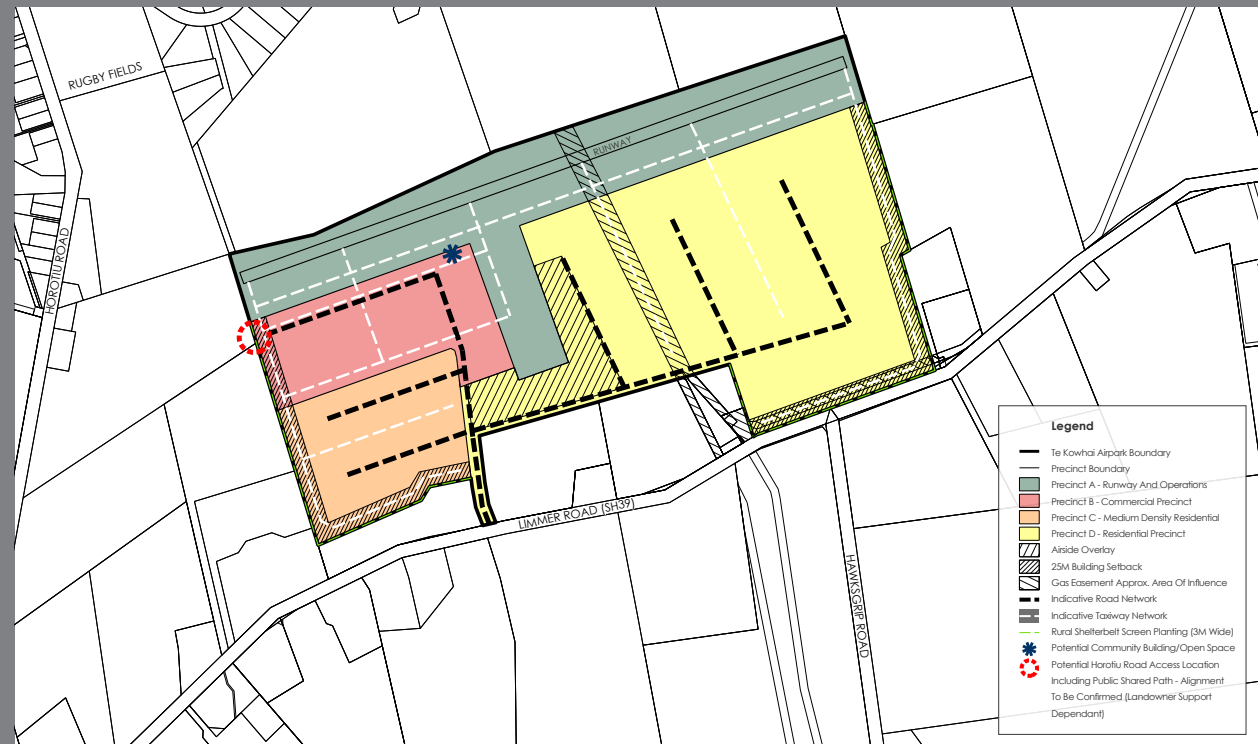 RUGBY FIELDS
HOROTIU ROAD
RUNWAY
LIMMER ROAD (SH39)
HAWKSGRIP ROAD
Legend
Te Kowhai Airpark Boundary
Precinct Boundary
Precinct A - Runway And Operations
Precinct B - Commercial Precinct
Precinct C - Medium Density Residential
Precinct D - Residential Precinct
Airside Overlay
25M Building Setback
Gas Easement Approx. Area Of Influence
Indicative Road Network
Indicative Taxiway Network
Rural Shelterbelt Screen Planting (3M Wide)
Potential Community Building/Open Space
Potential Horotiu Road Access Location
Including Public Shared Path - Alignment
To Be Confirmed (Landowner Support
Dependant)